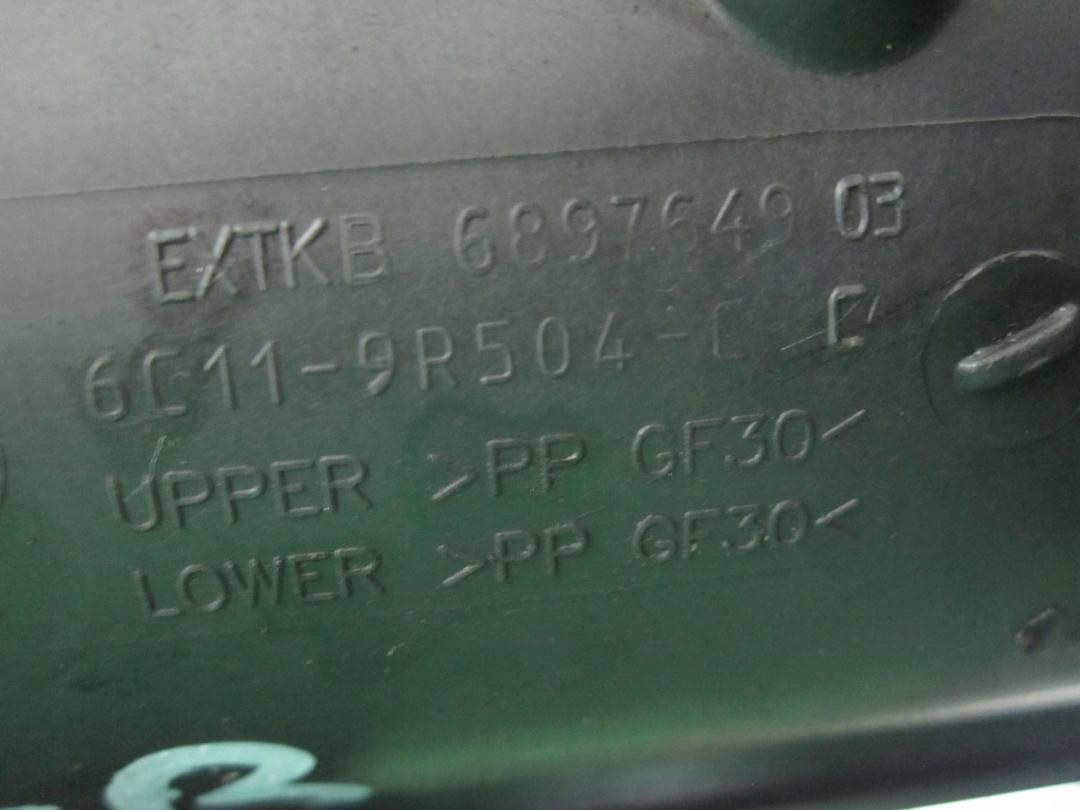 EXTKB 6897649 03
6C11-9R504-C C
UPPER >PP GF30<
LOWER >PP GF30<